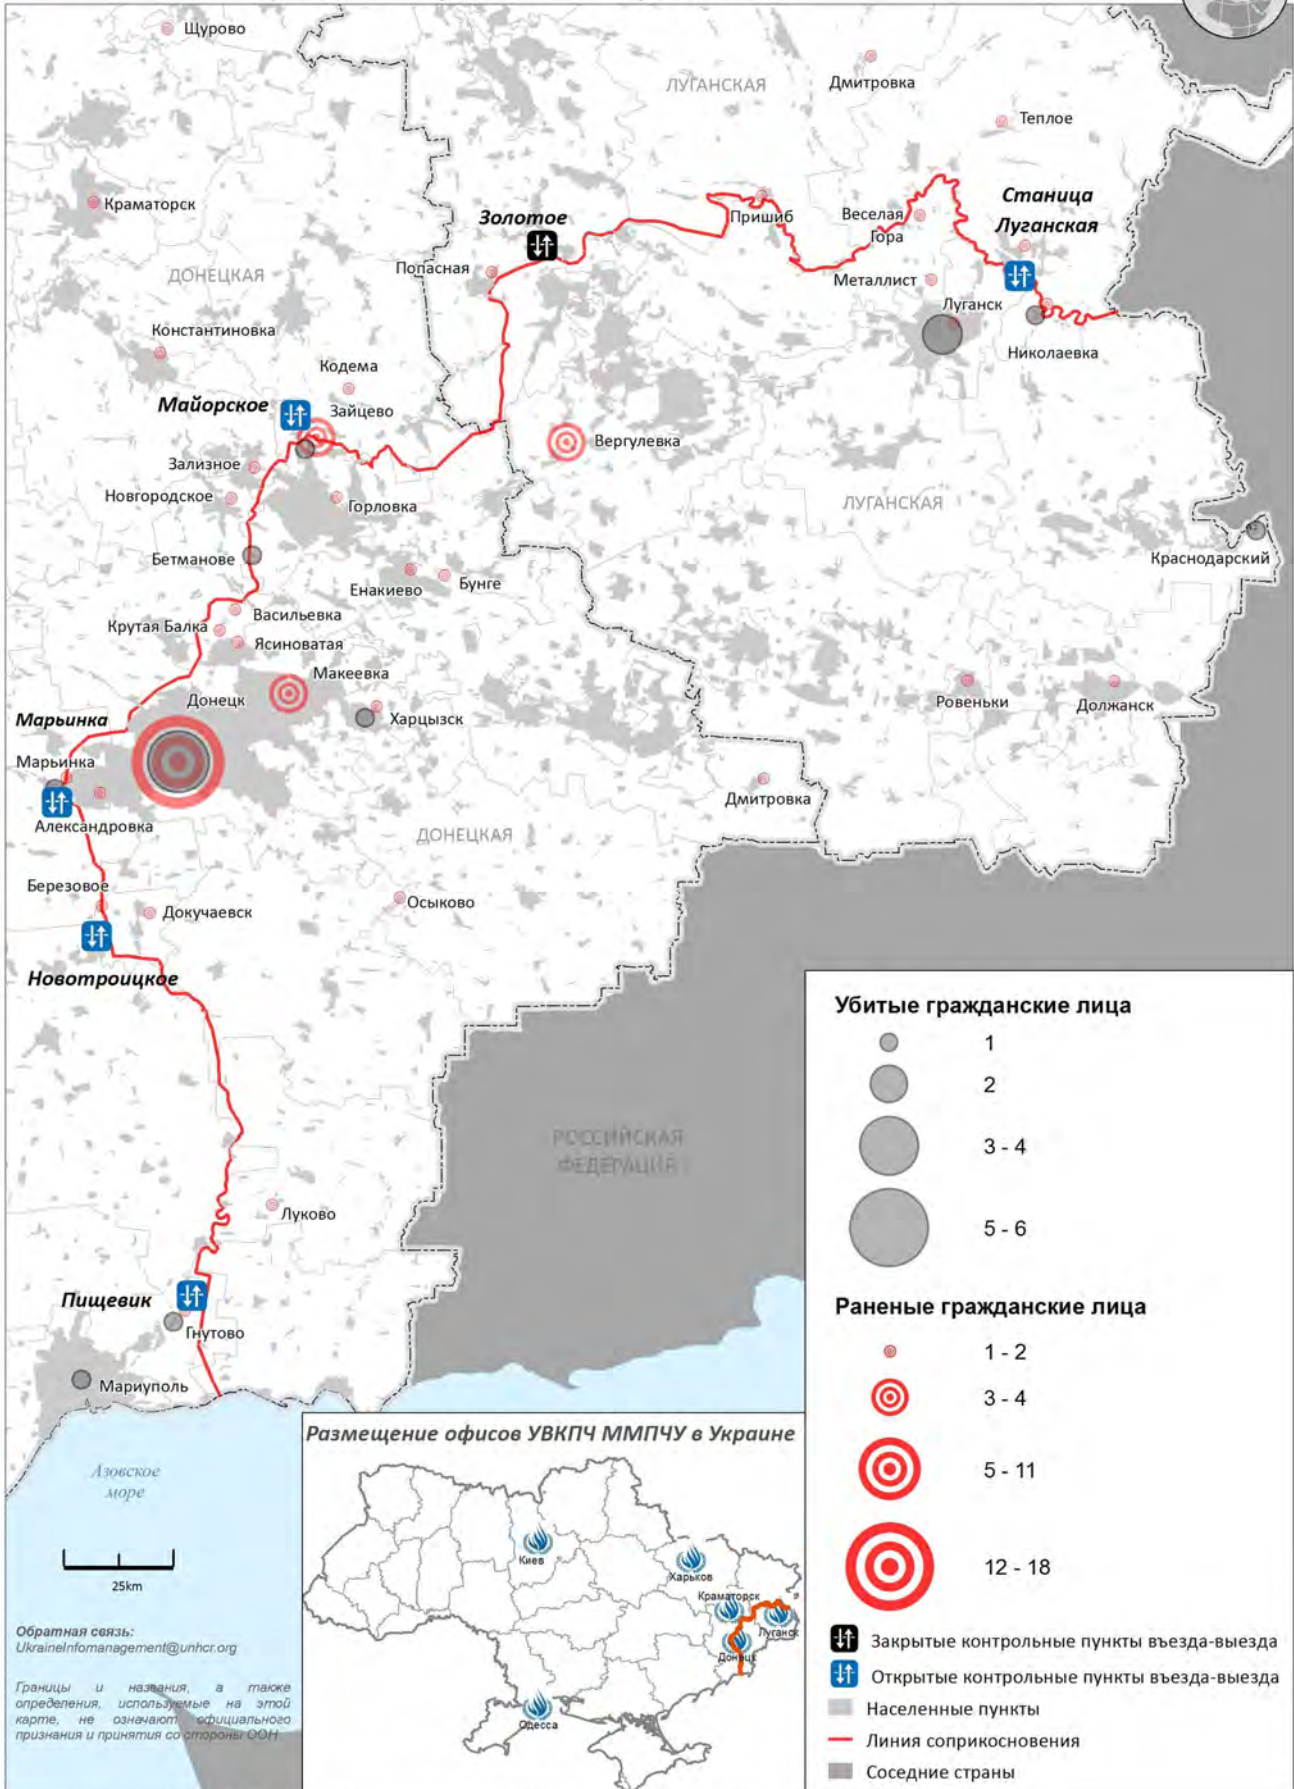 Щурово
ЛУГАНСКАЯ
Дмитровка
Теплое
Краматорск
Золотое
Пришиб
Веселая
Гора
Станица
Луганская
ДОНЕЦКАЯ
Попасная
Металлист
Луганск
Николаевка
Константиновка
Кодема
Майорское
Зайцево
Вергулевка
Зализное
Новгородское
Горловка
ЛУГАНСКАЯ
Краснодарский
Бетманове
Енакиево
Бунге
Васильевка
Крутая Балка
Ясиноватая
Макеевка
Донецк
Харцызск
Ровеньки
Должанск
Марьинка
Марьинка
Александровка
Дмитровка
ДОНЕЦКАЯ
Березовое
Докучаевск
Осыково
Новотроицкое
РОССИЙСКАЯ
ФЕДЕРАЦИЯ
Луково
Пищевик
Гнутово
Мариуполь
Азовское
море
25km
Обратная связь:
UkraineInfomanagement@unhcr.org
Границы и названия, а также
определения, используемые на этой
карте, не означают официального
признания и принятия со стороны ООН
Размещение офисов УВКПЧ ММПЧУ в Украине
Киев
Харьков
Краматорск
Луганск
Донецк
Одесса
Убитые гражданские лица
1
2
3 - 4
5 - 6
Раненые гражданские лица
1 - 2
3 - 4
5 - 11
12 - 18
Закрытые контрольные пункты въезда-выезда
Открытые контрольные пункты въезда-выезда
Населенные пункты
Линия соприкосновения
Соседние страны